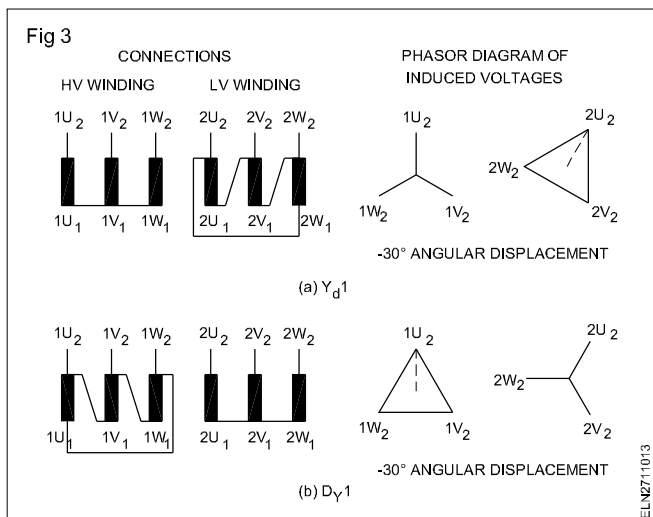 Fig 3
CONNECTIONS
HV WINDING LV WINDING
PHASOR DIAGRAM OF
INDUCED VOLTAGES
1U₂ 1V₂ 1W₂ 2U₂ 2V₂ 2W₂
1U₁ 1V₁ 1W₁ 2U₁ 2V₁ 2W₁
1U₂
1W₂ 1V₂
2U₂
2W₂
2V₂
-30° ANGULAR DISPLACEMENT
(a) Yd1
1U₂ 1V₂ 1W₂ 2U₂ 2V₂ 2W₂
1U₁ 1V₁ 1W₁ 2U₁ 2V₁ 2W₁
1U₂
1W₂ 1V₂
2U₂
2W₂
2V₂
-30° ANGULAR DISPLACEMENT
(b) DY1
ELN2711013